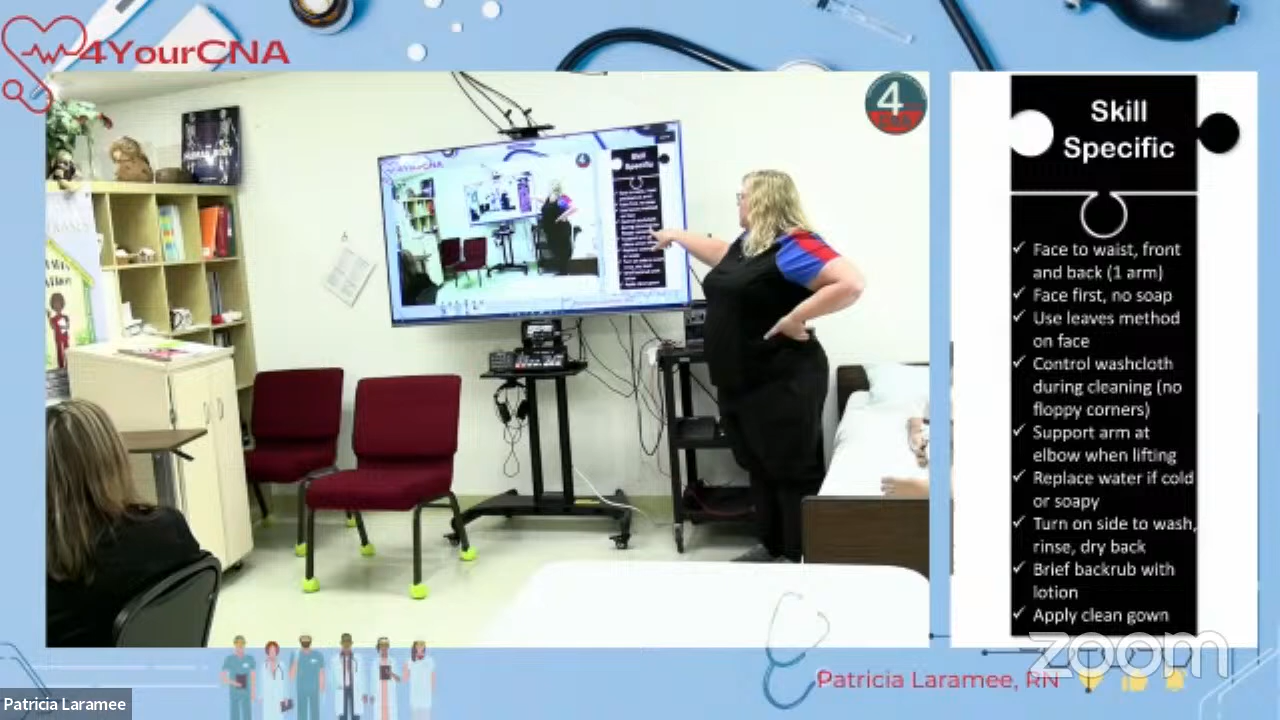 4YourCNA
4
CNA
Skill
Specific
✓ Face to waist, front
and back (1 arm)
✓ Face first, no soap
✓ Use leaves method
on face
✓ Control washcloth
during cleaning (no
floppy corners)
✓ Support arm at
elbow when lifting
✓ Replace water if cold
or soapy
✓ Turn on side to wash,
rinse, dry back
✓ Brief backrub with
lotion
✓ Apply clean gown
zoom
Patricia Laramee, RN
Patricia Laramee